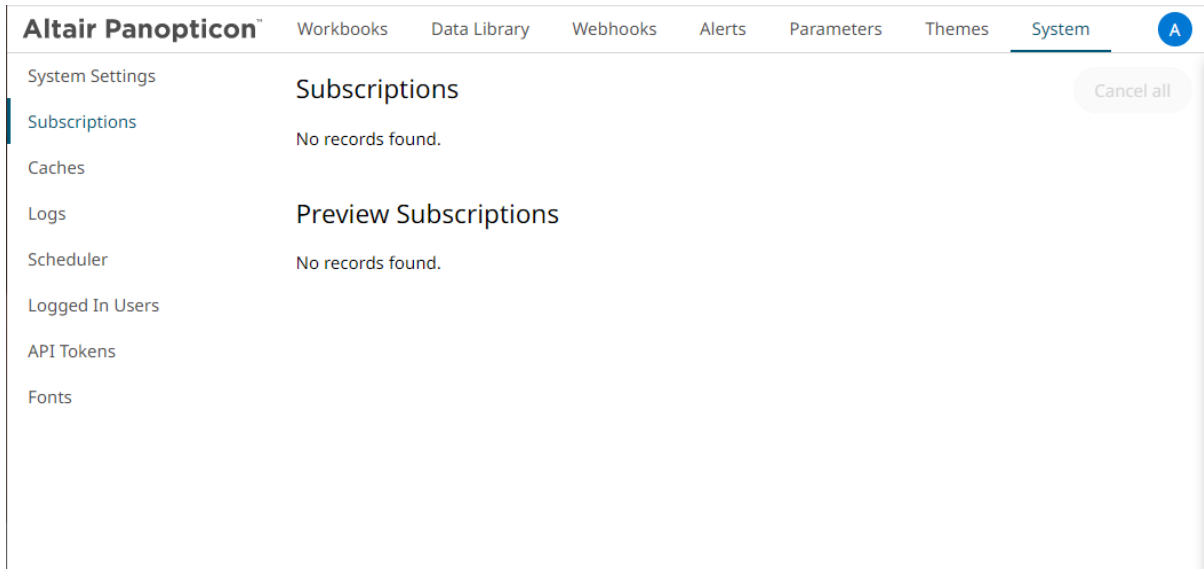 Altair Panopticon™ Workbooks Data Library Webhooks Alerts Parameters Themes System A
System Settings
Subscriptions
Caches
Logs
Scheduler
Logged In Users
API Tokens
Fonts
Subscriptions Cancel all
No records found.
Preview Subscriptions
No records found.